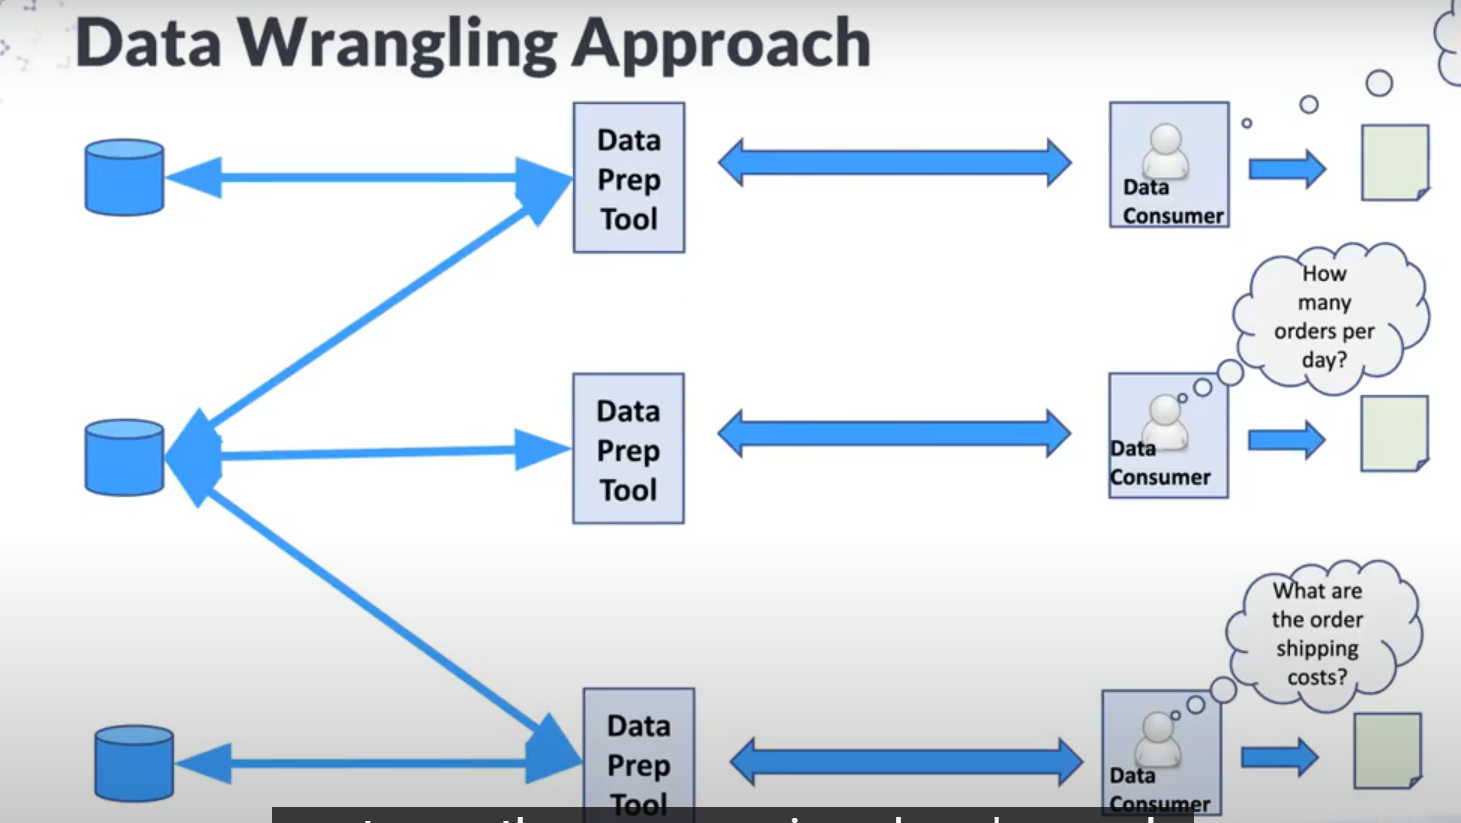 Data Wrangling Approach
Data
Prep
Tool
Data
Consumer
How
many
orders per
day?
Data
Prep
Tool
Data
Consumer
What are
the order
shipping
costs?
Data
Prep
Tool
Data
Consumer